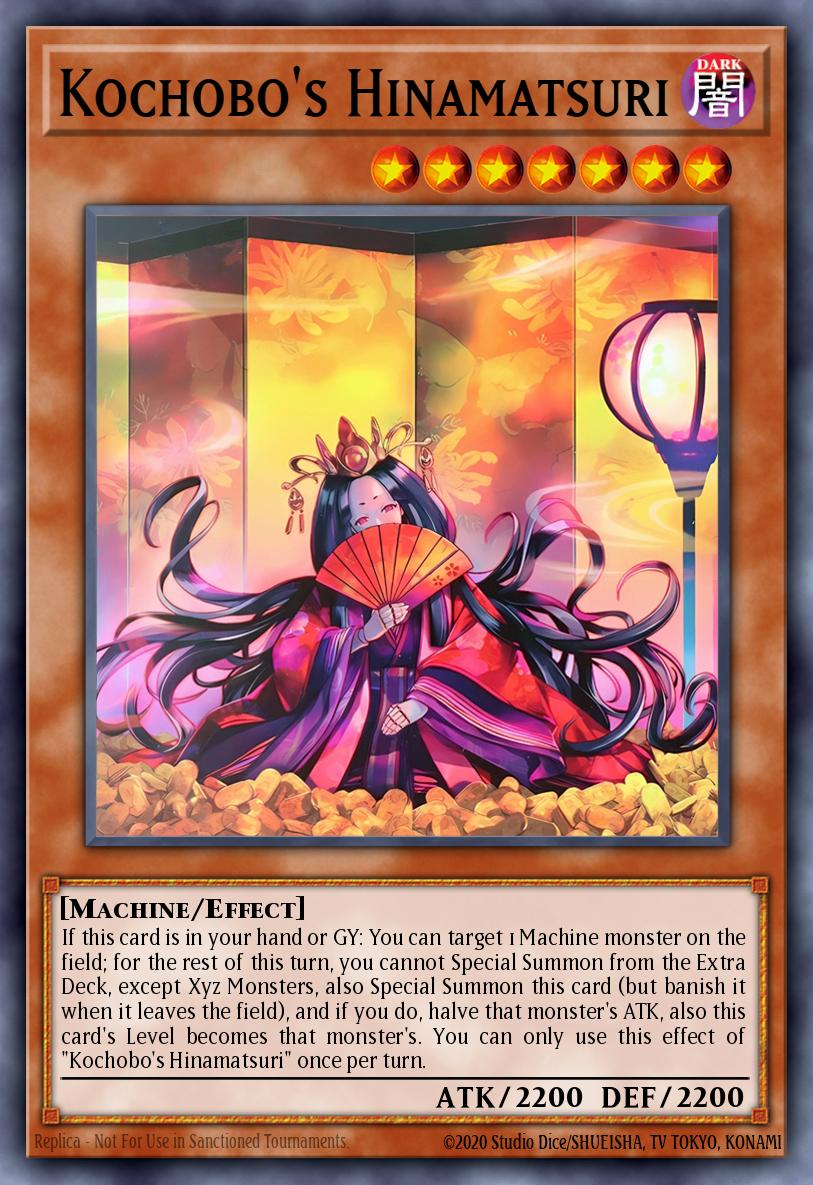 Kochobo's Hinamatsuri
DARK
闇
[Machine/Effect]
If this card is in your hand or GY: You can target 1 Machine monster on the
field; for the rest of this turn, you cannot Special Summon from the Extra
Deck, except Xyz Monsters, also Special Summon this card (but banish it
when it leaves the field), and if you do, halve that monster's ATK, also this
card's Level becomes that monster's. You can only use this effect of
"Kochobo's Hinamatsuri" once per turn.
ATK/2200 DEF/2200
Replica - Not For Use in Sanctioned Tournaments.
©2020 Studio Dice/SHUEISHA, TV TOKYO, KONAMI